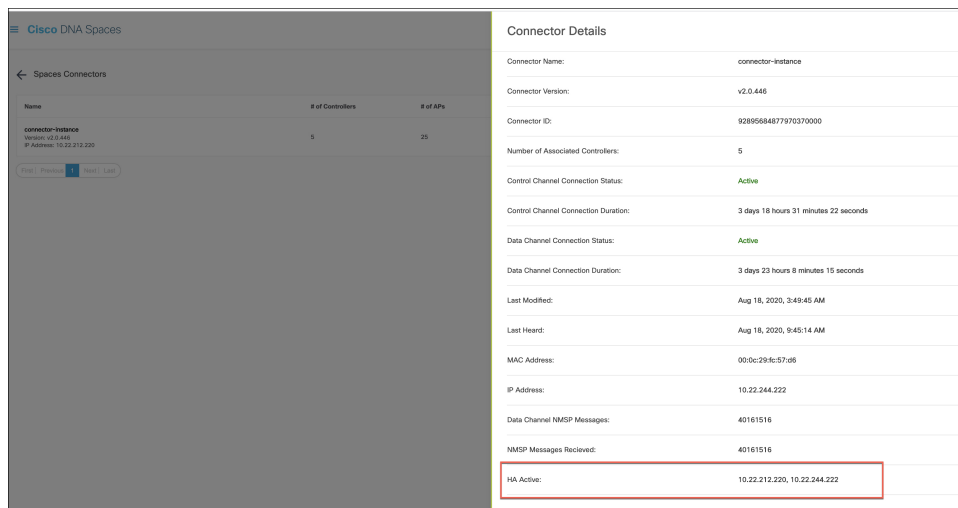 Cisco DNA Spaces
Spaces Connectors
Name # of Controllers # of APs
connector-instance
Version: v2.0.446
IP Address: 10.22.212.220
5 25
First Previous 1 Next Last
Connector Details
Connector Name: connector-instance
Connector Version: v2.0.446
Connector ID: 92895684877970370000
Number of Associated Controllers: 5
Control Channel Connection Status: Active
Control Channel Connection Duration: 3 days 18 hours 31 minutes 22 seconds
Data Channel Connection Status: Active
Data Channel Connection Duration: 3 days 23 hours 8 minutes 15 seconds
Last Modified: Aug 18, 2020, 3:49:45 AM
Last Heard: Aug 18, 2020, 9:45:14 AM
MAC Address: 00:0c:29:fc:57:d6
IP Address: 10.22.244.222
Data Channel NMSP Messages: 40161516
NMSP Messages Recieved: 40161516
HA Active: 10.22.212.220, 10.22.244.222